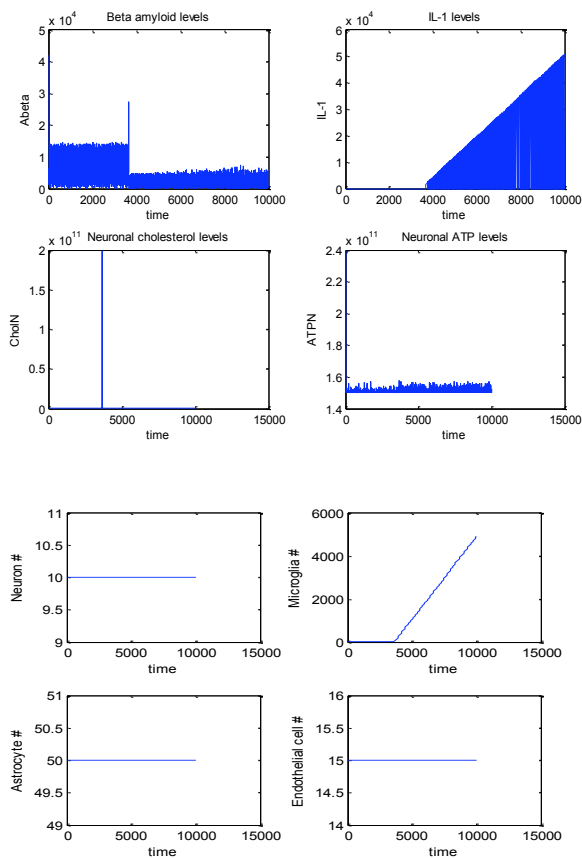 Beta amyloid levels
x 10^4
5
4
3
2
1
0
Abeta
0 2000 4000 6000 8000 10000
time
IL-1 levels
x 10^4
6
5
4
3
2
1
0
IL-1
0 2000 4000 6000 8000 10000
time
Neuronal cholesterol levels
x 10^11
2
1.5
1
0.5
0
CholN
0 5000 10000 15000
time
Neuronal ATP levels
x 10^11
2.4
2.2
2
1.8
1.6
1.4
ATPN
0 5000 10000 15000
time
11
10.5
10
9.5
9
Neuron #
0 5000 10000 15000
time
6000
4000
2000
0
Microglia #
0 5000 10000 15000
time
51
50.5
50
49.5
49
Astrocyte #
0 5000 10000 15000
time
16
15.5
15
14.5
14
Endothelial cell #
0 5000 10000 15000
time